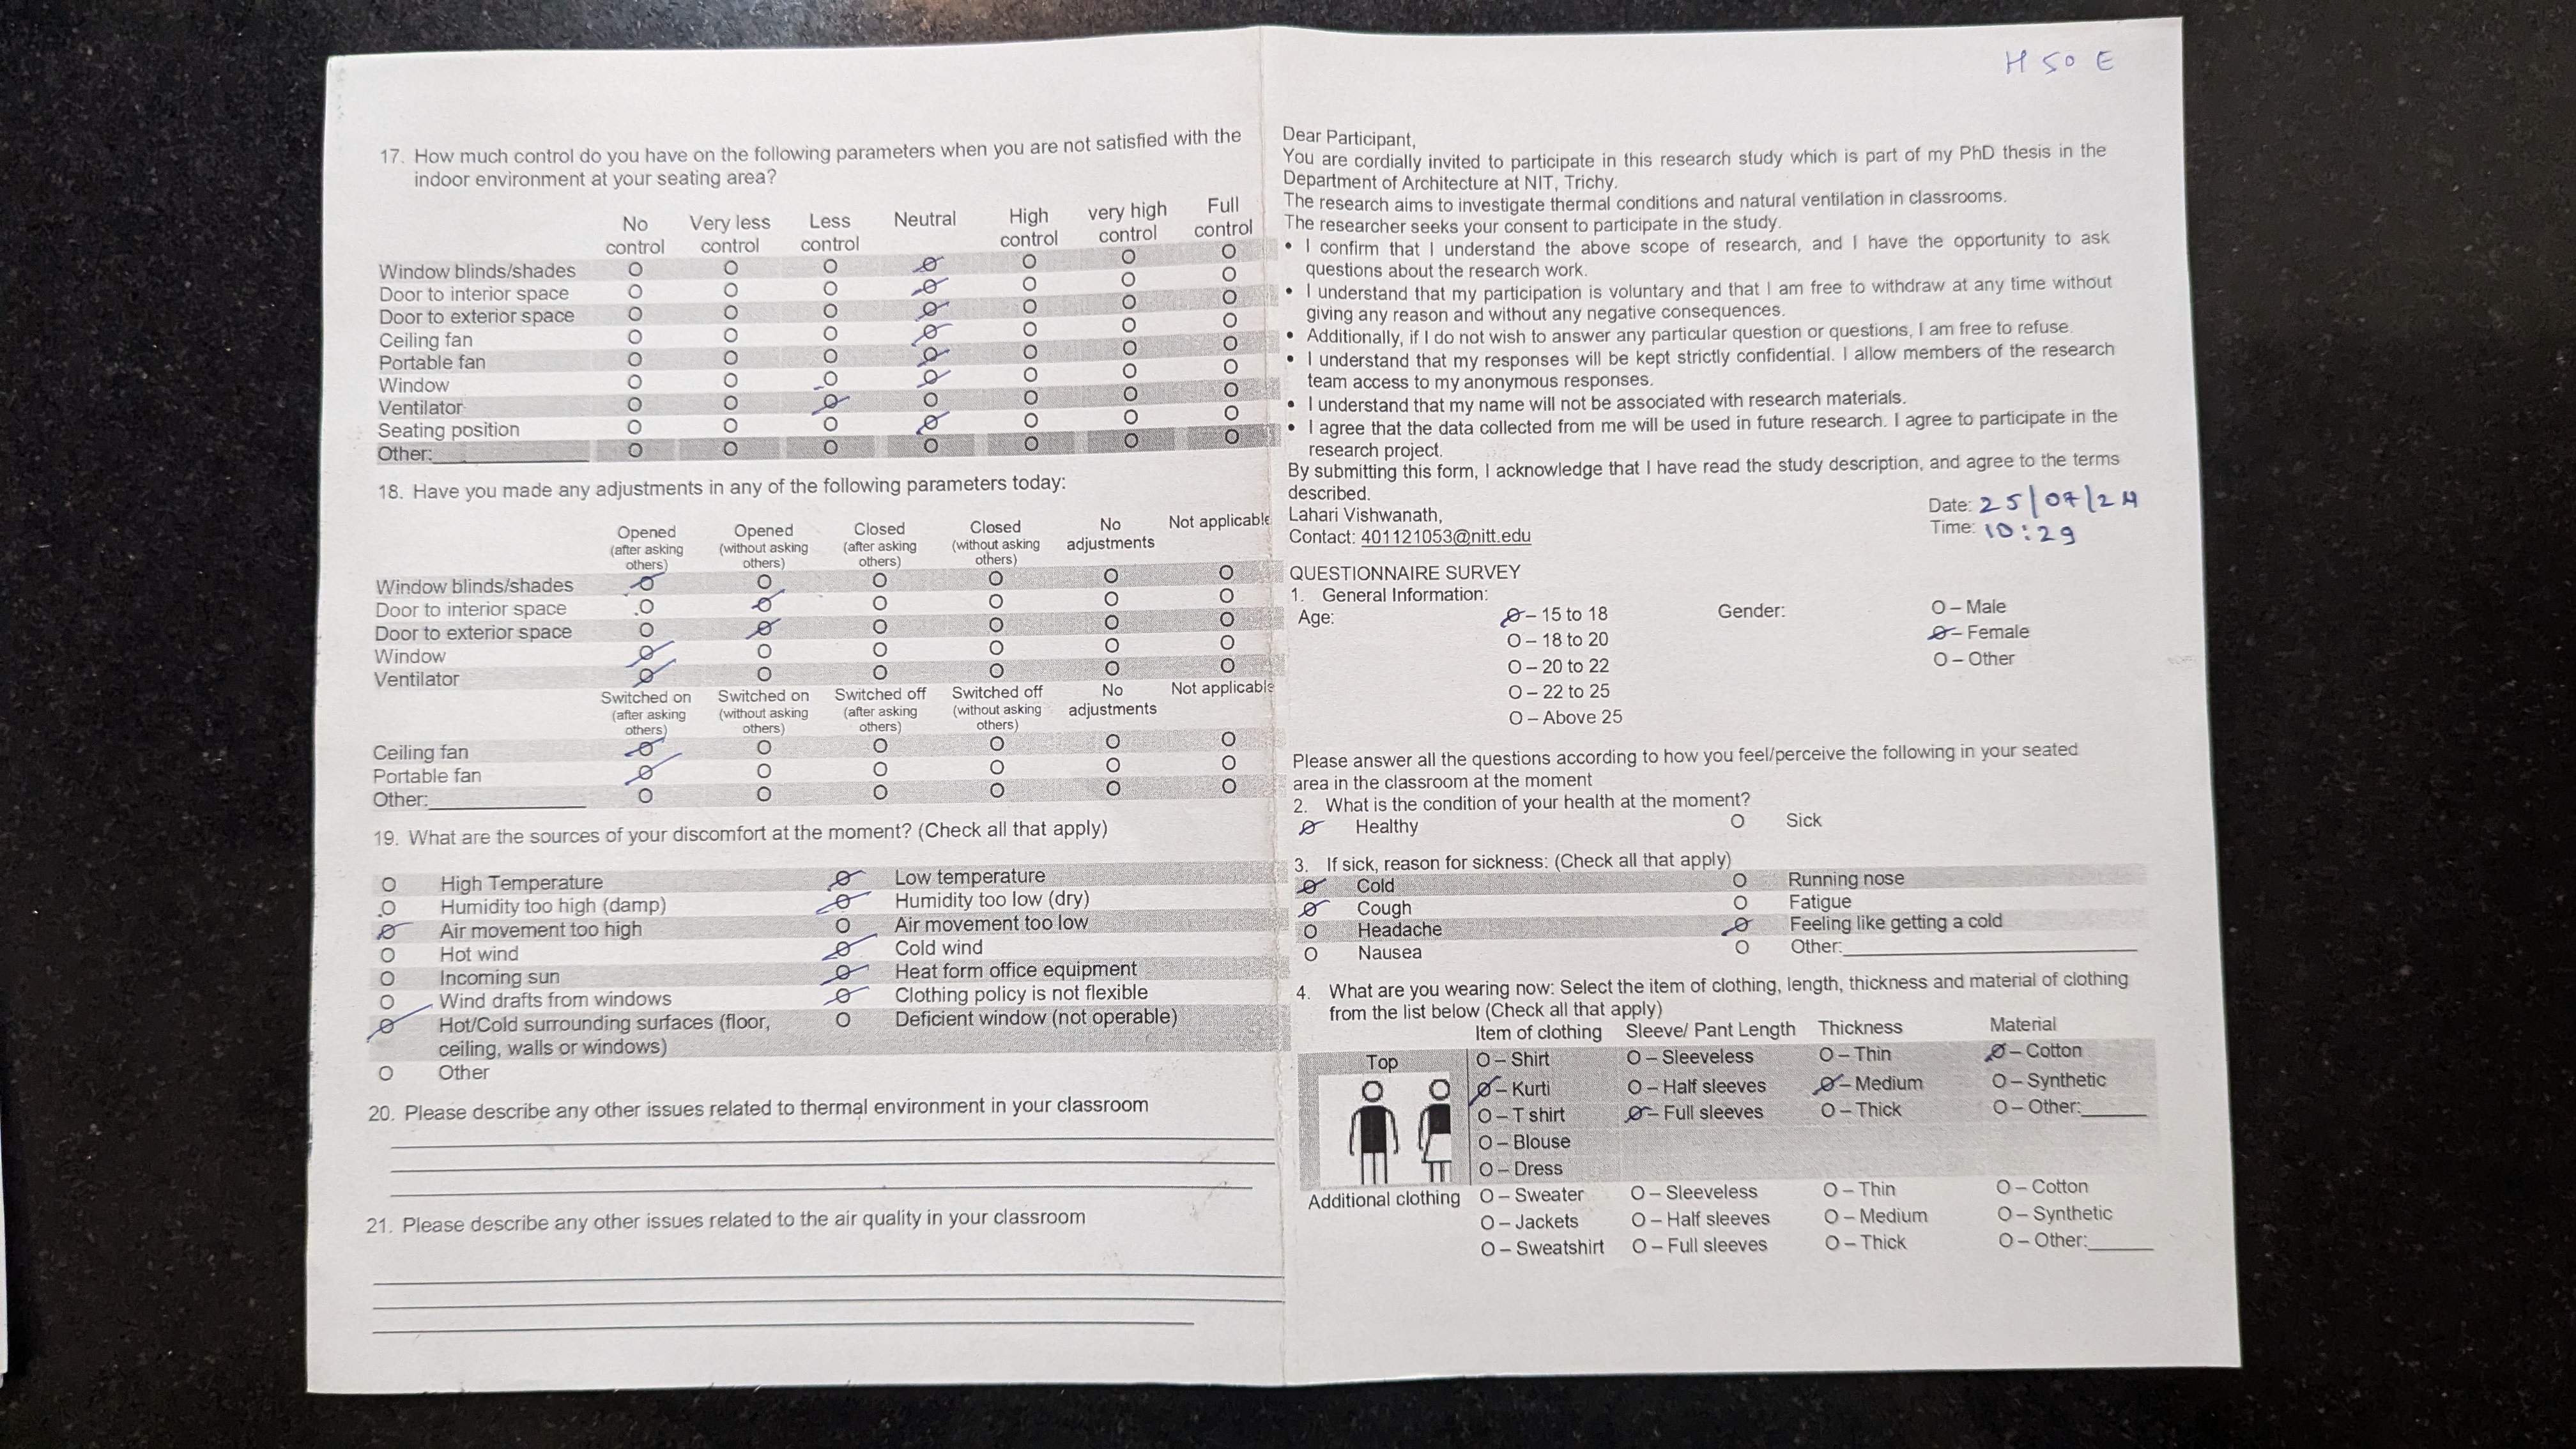 17. How much control do you have on the following parameters when you are not satisfied with the
indoor environment at your seating area?
No control Very less control Less control Neutral High control very high control Full control
Window blinds/shades O O O O O O O
Door to interior space O O O O O O O
Door to exterior space O O O O O O O
Ceiling fan O O O O O O O
Portable fan O O O O O O O
Window O O O O O O O
Ventilator O O O O O O O
Seating position O O O O O O O
Other: O O O O O O O
18. Have you made any adjustments in any of the following parameters today:
Opened (after asking others) Opened (without asking others) Closed (after asking others) Closed (without asking others) No adjustments Not applicable
Window blinds/shades O O O O O O
Door to interior space O O O O O O
Door to exterior space O O O O O O
Window O O O O O O
Ventilator O O O O O O
Switched on (after asking others) Switched on (without asking others) Switched off (after asking others) Switched off (without asking others) No adjustments Not applicable
Ceiling fan O O O O O O
Portable fan O O O O O O
Other: O O O O O O
19. What are the sources of your discomfort at the moment? (Check all that apply)
O High Temperature O Low temperature
O Humidity too high (damp) O Humidity too low (dry)
O Air movement too high O Air movement too low
O Hot wind O Cold wind
O Incoming sun O Heat form office equipment
O Wind drafts from windows O Clothing policy is not flexible
O Hot/Cold surrounding surfaces (floor, O Deficient window (not operable)
ceiling, walls or windows)
O Other
20. Please describe any other issues related to thermal environment in your classroom
21. Please describe any other issues related to the air quality in your classroom
H 50 E
Dear Participant,
You are cordially invited to participate in this research study which is part of my PhD thesis in the
Department of Architecture at NIT, Trichy.
The research aims to investigate thermal conditions and natural ventilation in classrooms.
The researcher seeks your consent to participate in the study.
• I confirm that I understand the above scope of research, and I have the opportunity to ask
questions about the research work.
• I understand that my participation is voluntary and that I am free to withdraw at any time without
giving any reason and without any negative consequences.
• Additionally, if I do not wish to answer any particular question or questions, I am free to refuse.
• I understand that my responses will be kept strictly confidential. I allow members of the research
team access to my anonymous responses.
• I understand that my name will not be associated with research materials.
• I agree that the data collected from me will be used in future research. I agree to participate in the
research project.
By submitting this form, I acknowledge that I have read the study description, and agree to the terms
described.
Lahari Vishwanath,
Contact: 401121053@nitt.edu
Date: 25/07/24
Time: 10:29
QUESTIONNAIRE SURVEY
1. General Information:
Age: O – 15 to 18 Gender: O – Male
O – 18 to 20 O – Female
O – 20 to 22 O – Other
O – 22 to 25
O – Above 25
Please answer all the questions according to how you feel/perceive the following in your seated
area in the classroom at the moment
2. What is the condition of your health at the moment?
O Healthy O Sick
3. If sick, reason for sickness: (Check all that apply)
O Cold O Running nose
O Cough O Fatigue
O Headache O Feeling like getting a cold
O Nausea O Other:
4. What are you wearing now: Select the item of clothing, length, thickness and material of clothing
from the list below (Check all that apply)
Item of clothing Sleeve/ Pant Length Thickness Material
Top O – Shirt O – Sleeveless O – Thin O – Cotton
O – Kurti O – Half sleeves O – Medium O – Synthetic
O – T shirt O – Full sleeves O – Thick O – Other:
O – Blouse
O – Dress
Additional clothing O – Sweater O – Sleeveless O – Thin O – Cotton
O – Jackets O – Half sleeves O – Medium O – Synthetic
O – Sweatshirt O – Full sleeves O – Thick O – Other: